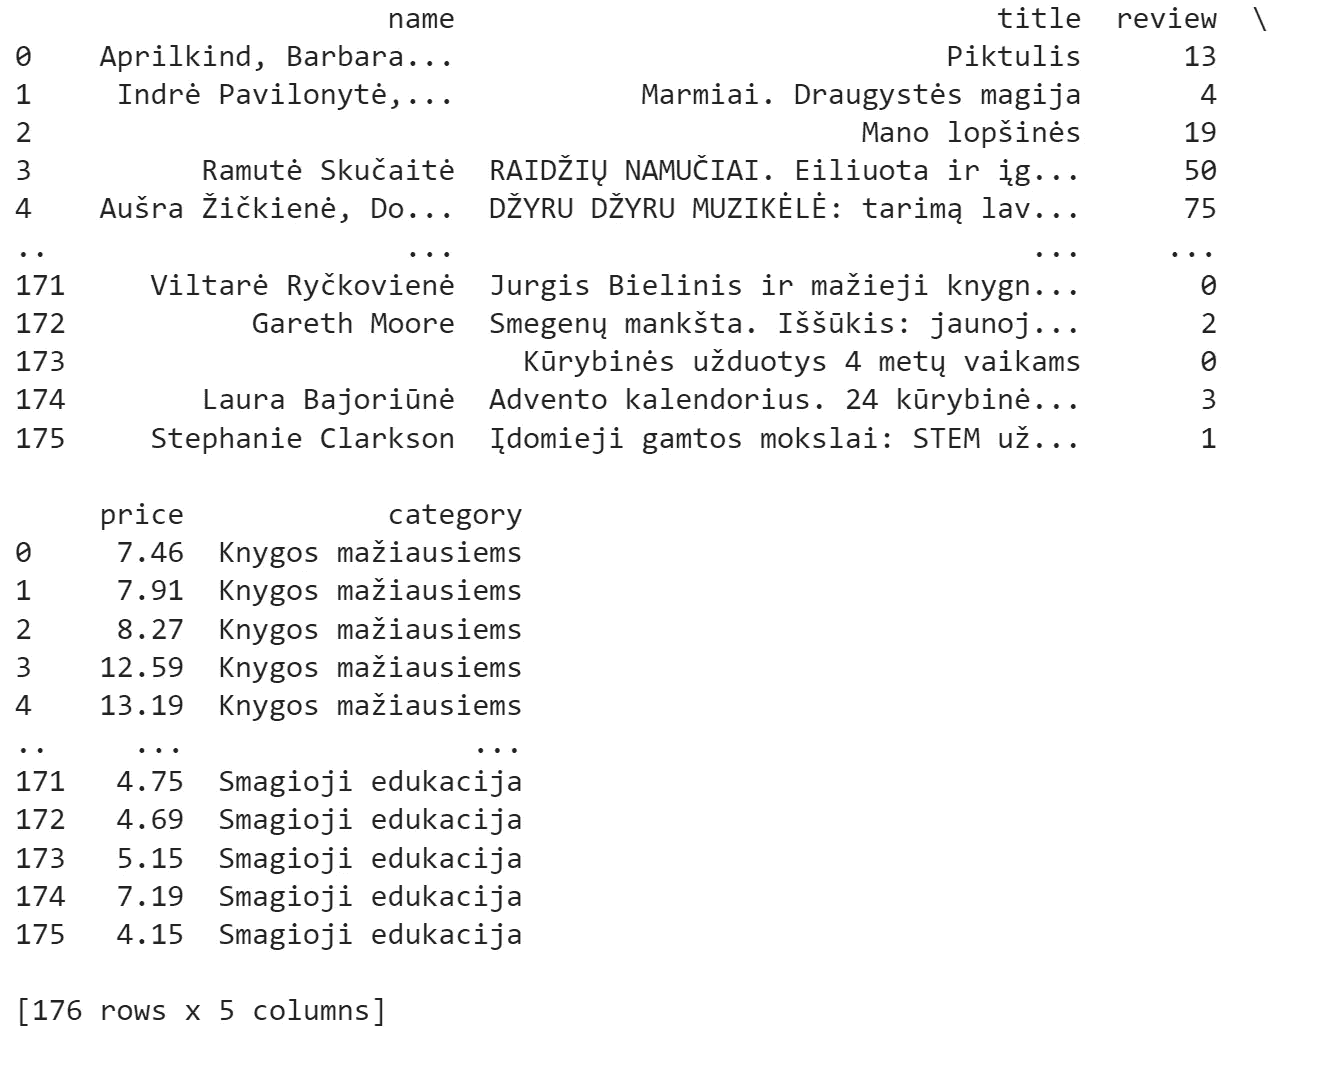 name title review \
0 Aprilkind, Barbara... Piktulis 13
1 Indrė Pavilonytė,... Marmiai. Draugystės magija 4
2 Mano lopšinės 19
3 Ramutė Skučaitė RAIDŽIŲ NAMUČIAI. Eiliuota ir įg... 50
4 Aušra Žičkienė, Do... DŽYRU DŽYRU MUZIKĖLĖ: tarimą lav... 75
.. ... ... ...
171 Viltarė Ryčkovienė Jurgis Bielinis ir mažieji knygn... 0
172 Gareth Moore Smegenų mankšta. Iššūkis: jaunoj... 2
173 Kūrybinės užduotys 4 metų vaikams 0
174 Laura Bajoriūnė Advento kalendorius. 24 kūrybinė... 3
175 Stephanie Clarkson Įdomieji gamtos mokslai: STEM už... 1
price category
0 7.46 Knygos mažiausiems
1 7.91 Knygos mažiausiems
2 8.27 Knygos mažiausiems
3 12.59 Knygos mažiausiems
4 13.19 Knygos mažiausiems
.. ... ...
171 4.75 Smagioji edukacija
172 4.69 Smagioji edukacija
173 5.15 Smagioji edukacija
174 7.19 Smagioji edukacija
175 4.15 Smagioji edukacija
[176 rows x 5 columns]